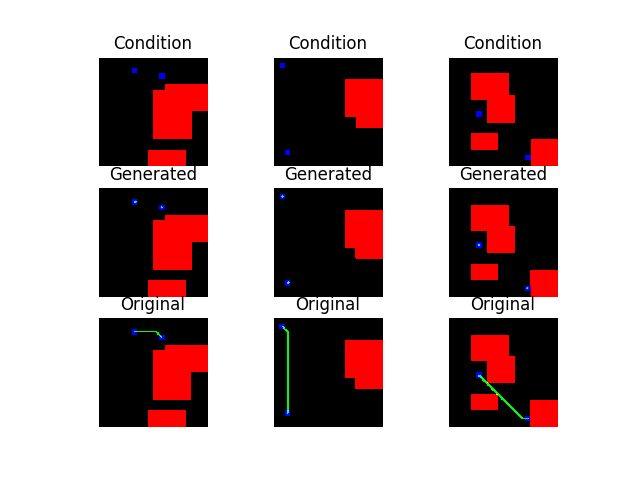 Condition Condition Condition
Generated Generated Generated
Original Original Original